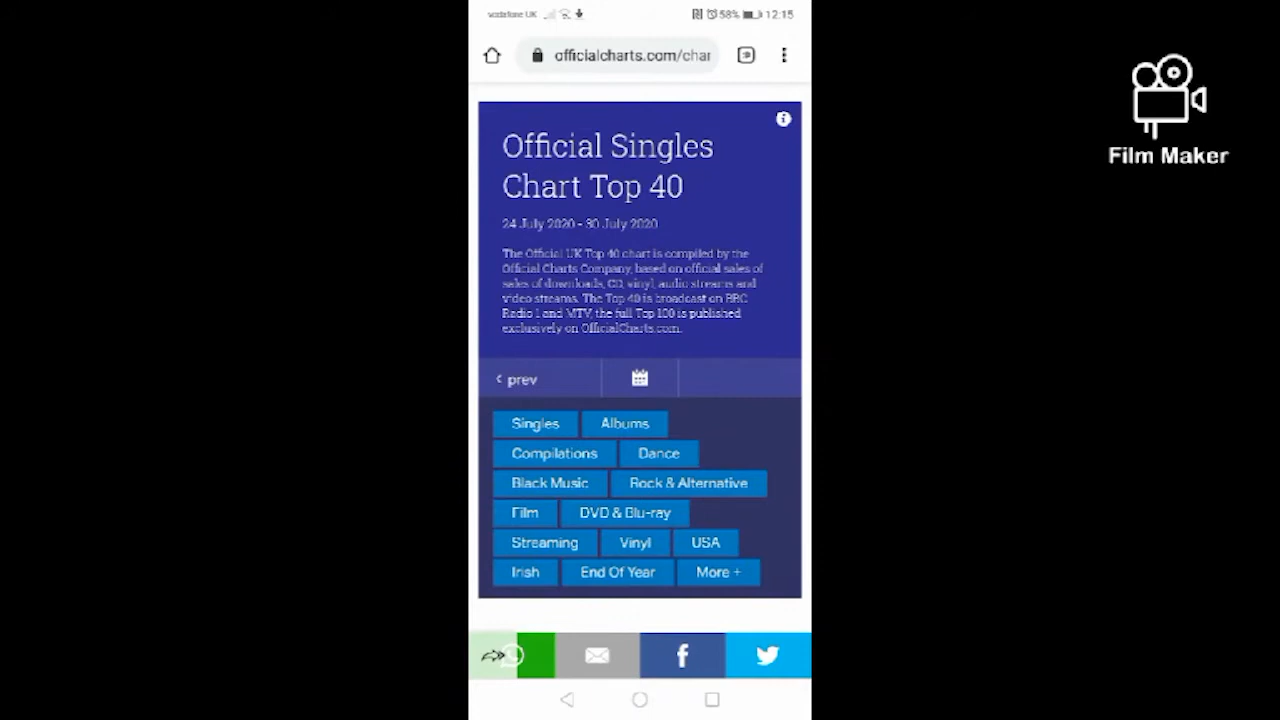 vodafone UK
58% 12:15
officialcharts.com/char
Film Maker
Official Singles
Chart Top 40
24 July 2020 - 30 July 2020
The Official UK Top 40 chart is compiled by the
Official Charts Company, based on official sales of
sales of downloads, CD, vinyl, audio streams and
video streams. The Top 40 is broadcast on BBC
Radio 1 and MTV, the full Top 100 is published
exclusively on OfficialCharts.com.
prev
Singles Albums
Compilations Dance
Black Music Rock & Alternative
Film DVD & Blu-ray
Streaming Vinyl USA
Irish End Of Year More +